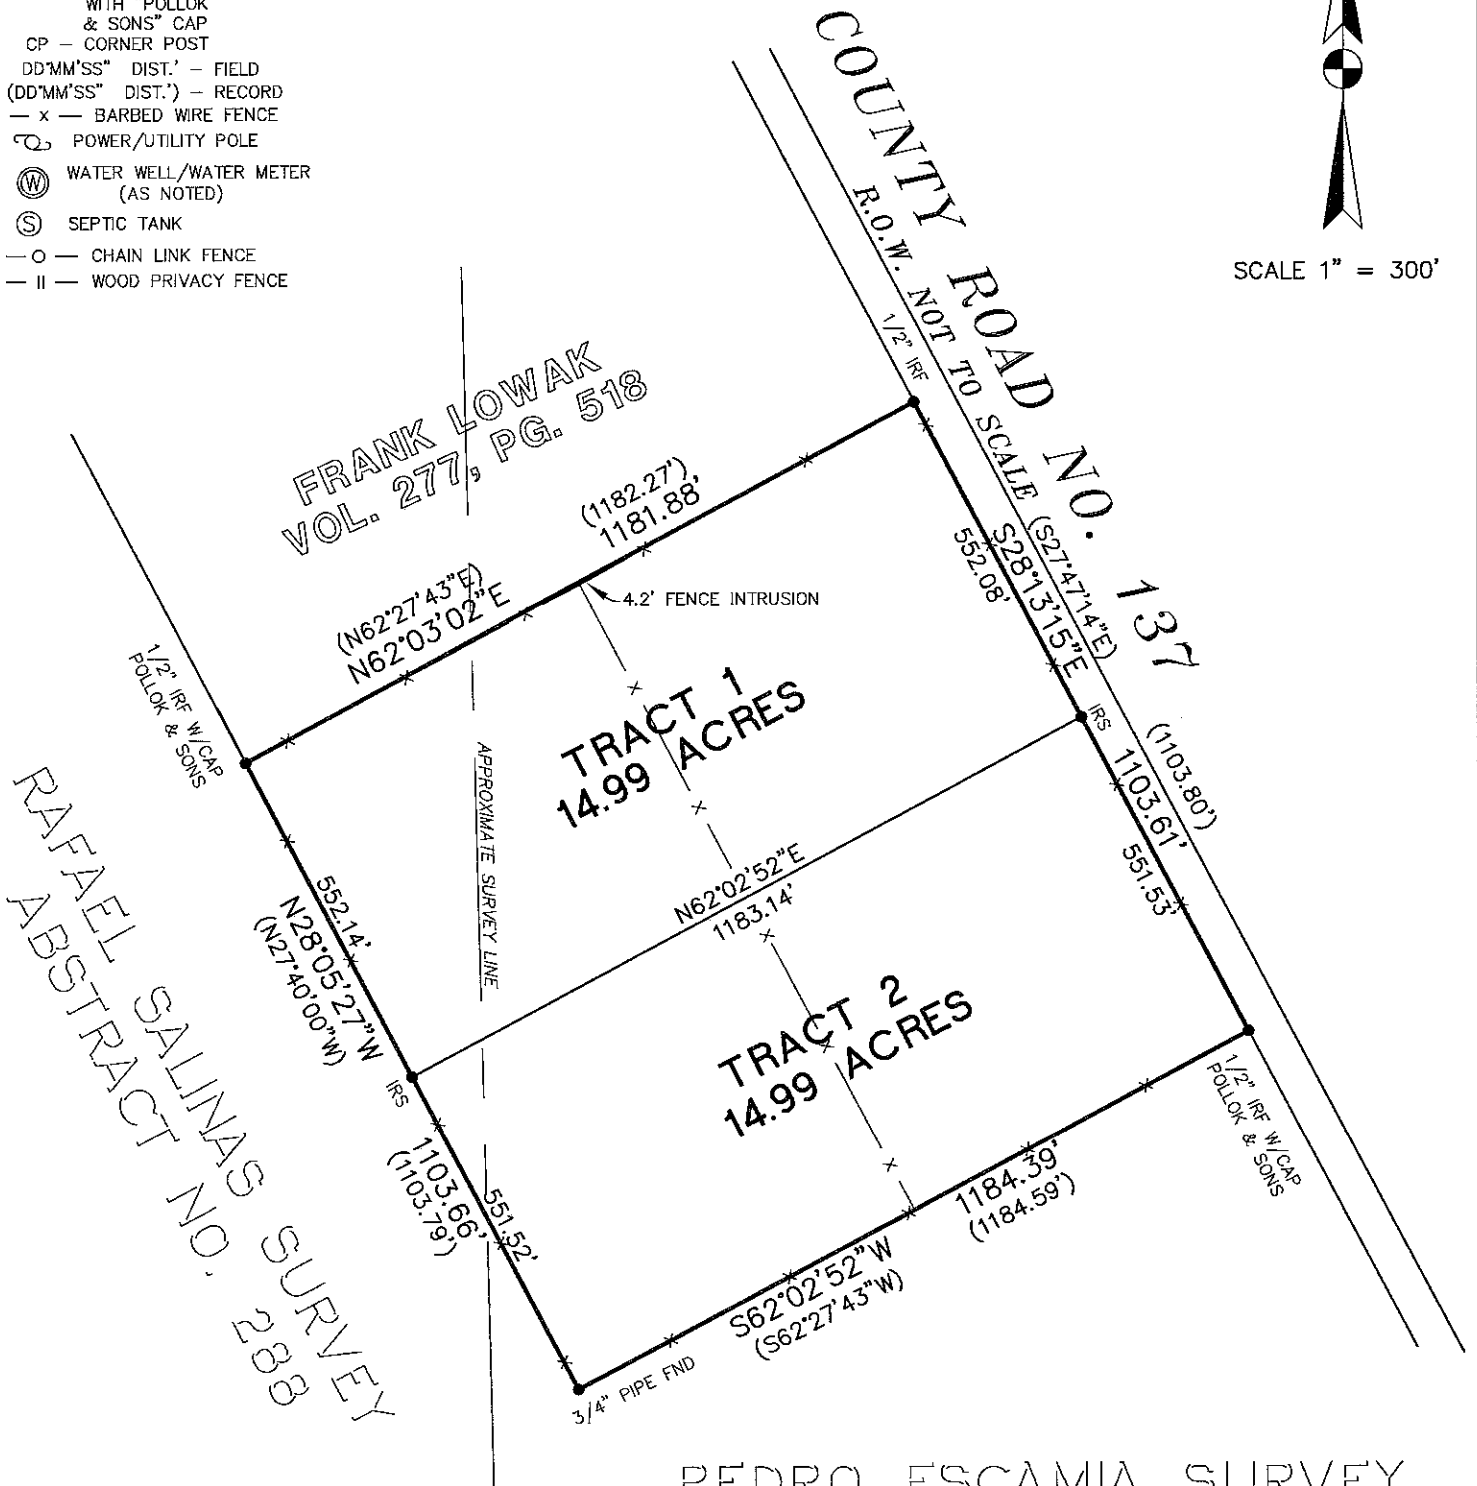 WITH "POLLOK
& SONS" CAP
CP – CORNER POST
DD°MM'SS" DIST.' – FIELD
(DD°MM'SS" DIST.') – RECORD
— x — BARBED WIRE FENCE
POWER/UTILITY POLE
W WATER WELL/WATER METER
(AS NOTED)
S SEPTIC TANK
— O — CHAIN LINK FENCE
— || — WOOD PRIVACY FENCE
SCALE 1" = 300'
COUNTY ROAD NO. 137
R.O.W. NOT TO SCALE
1/2" IRF
FRANK LOWAK
VOL. 277, PG. 518
(1182.27')
1181.88'
(N62°27'43"E)
N62°03'02"E
4.2' FENCE INTRUSION
(S27°47'14"E)
S28°13'15"E
552.08'
1/2" IRF W/CAP
POLLOK & SONS
TRACT 1
14.99 ACRES
IRS
(1103.80')
1103.61'
551.53'
APPROXIMATE SURVEY LINE
N62°02'52"E
1183.14'
552.14'
N28°05'27"W
(N27°40'00"W)
RAFAEL SALINAS SURVEY
ABSTRACT NO. 288
TRACT 2
14.99 ACRES
IRS
1/2" IRF W/CAP
POLLOK & SONS
551.52'
1103.66'
(1103.79')
1184.39'
(1184.59')
S62°02'52"W
(S62°27'43"W)
3/4" PIPE FND
PEDRO ESCAMIA SURVEY